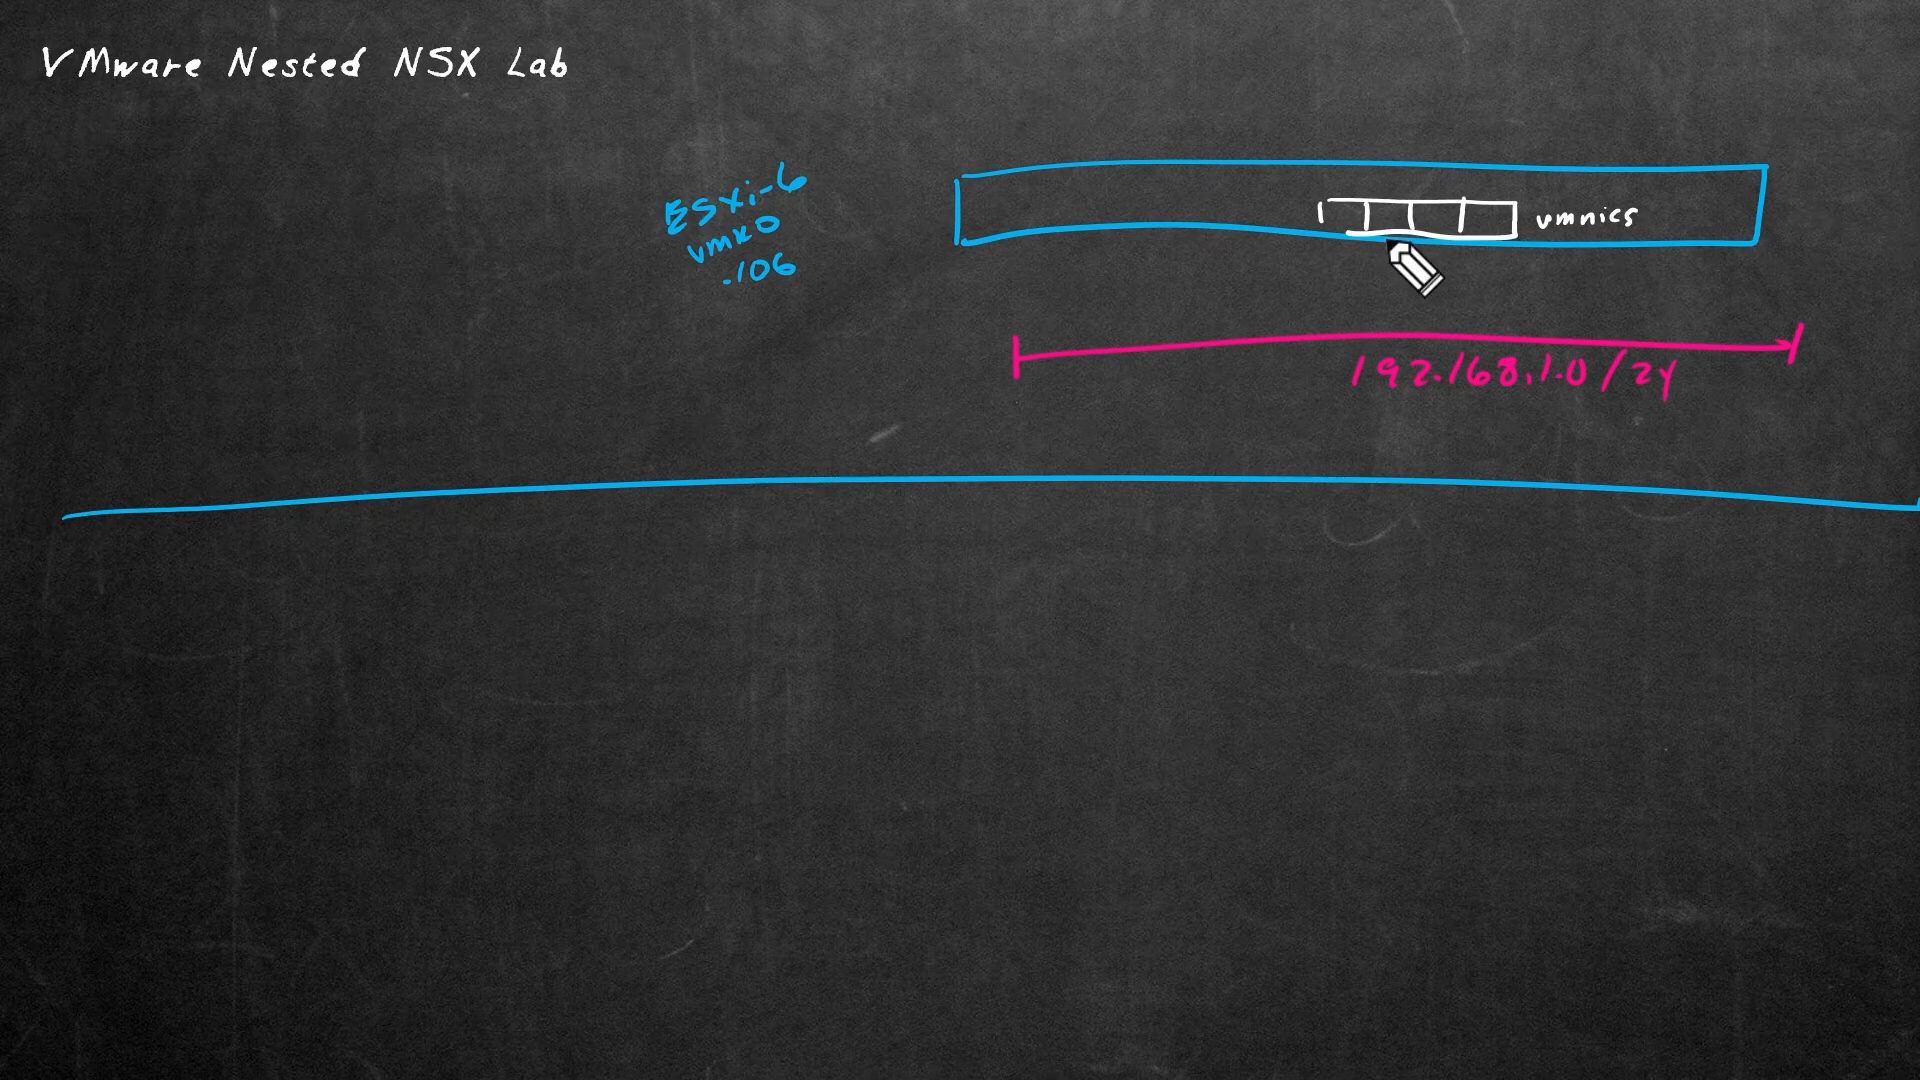 VMware Nested NSX Lab
ESXi-6
vmk0
.106
vmnics
192.168.1.0/24